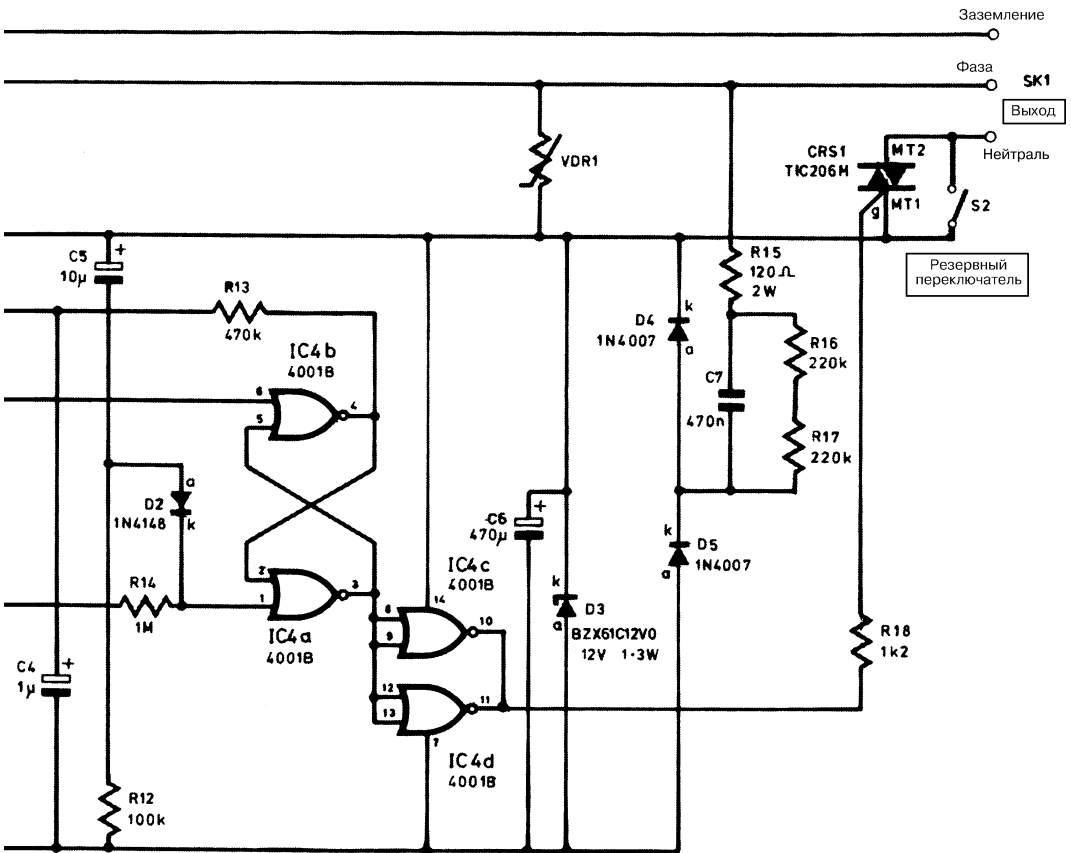 Заземление
Фаза
SK1
Выход
Нейтраль
VDR1
CRS1
TIC206M
MT2
MT1
g
S2
Резервный
переключатель
C5
+
10µ
R13
470k
R15
120Ω
2W
k
D4
1N4007
a
R16
220k
C7
470n
R17
220k
IC4b
4001B
6
5
4
a
D2
1N4148
k
C6
+
470µ
k
D5
1N4007
a
R14
1M
2
1
3
IC4a
4001B
IC4c
4001B
14
8
9
10
k
D3
a
BZX61C12V0
12V 1·3W
R18
1k2
C4
+
1µ
12
13
11
7
IC4d
4001B
R12
100k